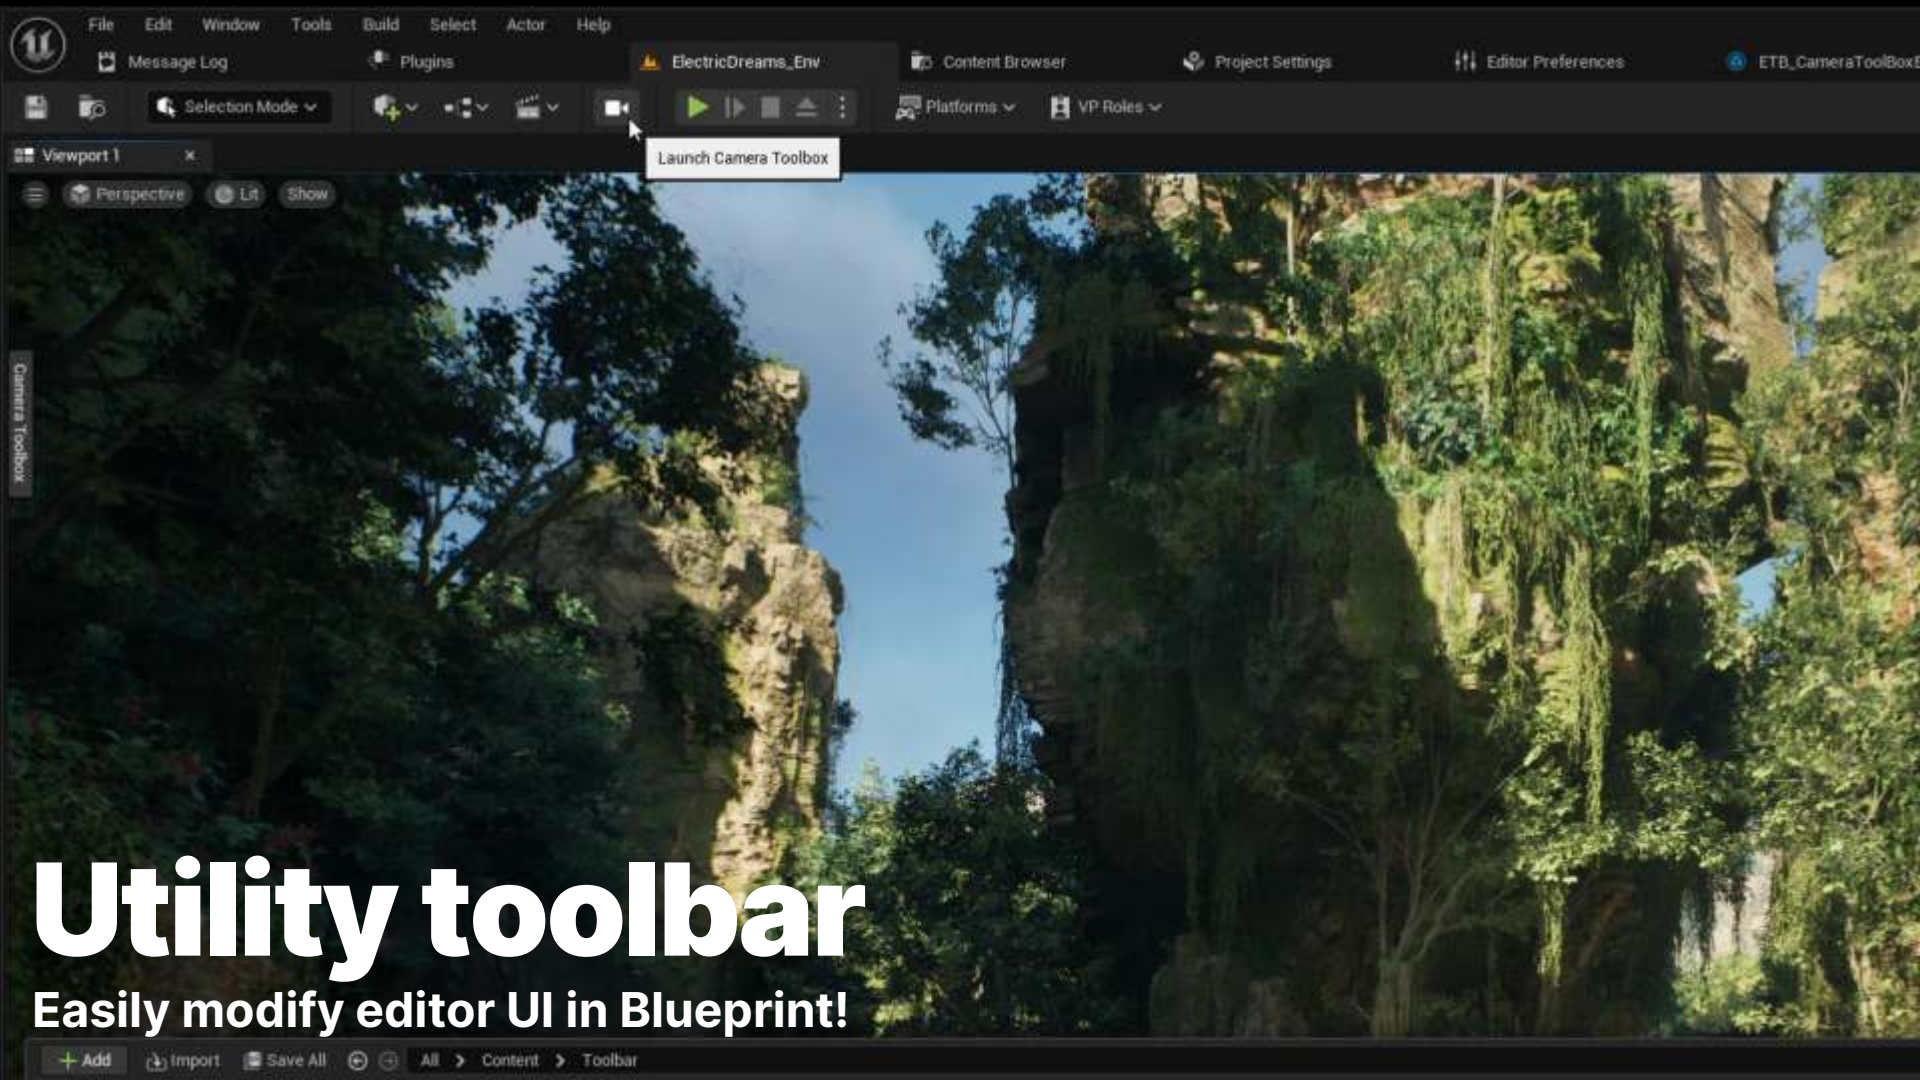 File Edit Window Tools Build Select Actor Help
Message Log Plugins ElectricDreams_Env Content Browser Project Settings Editor Preferences ETB_CameraToolBox
Selection Mode Platforms VP Roles
Viewport 1
Launch Camera Toolbox
Perspective Lit Show
Camera Toolbox
Utility toolbar
Easily modify editor UI in Blueprint!
Add Import Save All All > Content > Toolbar